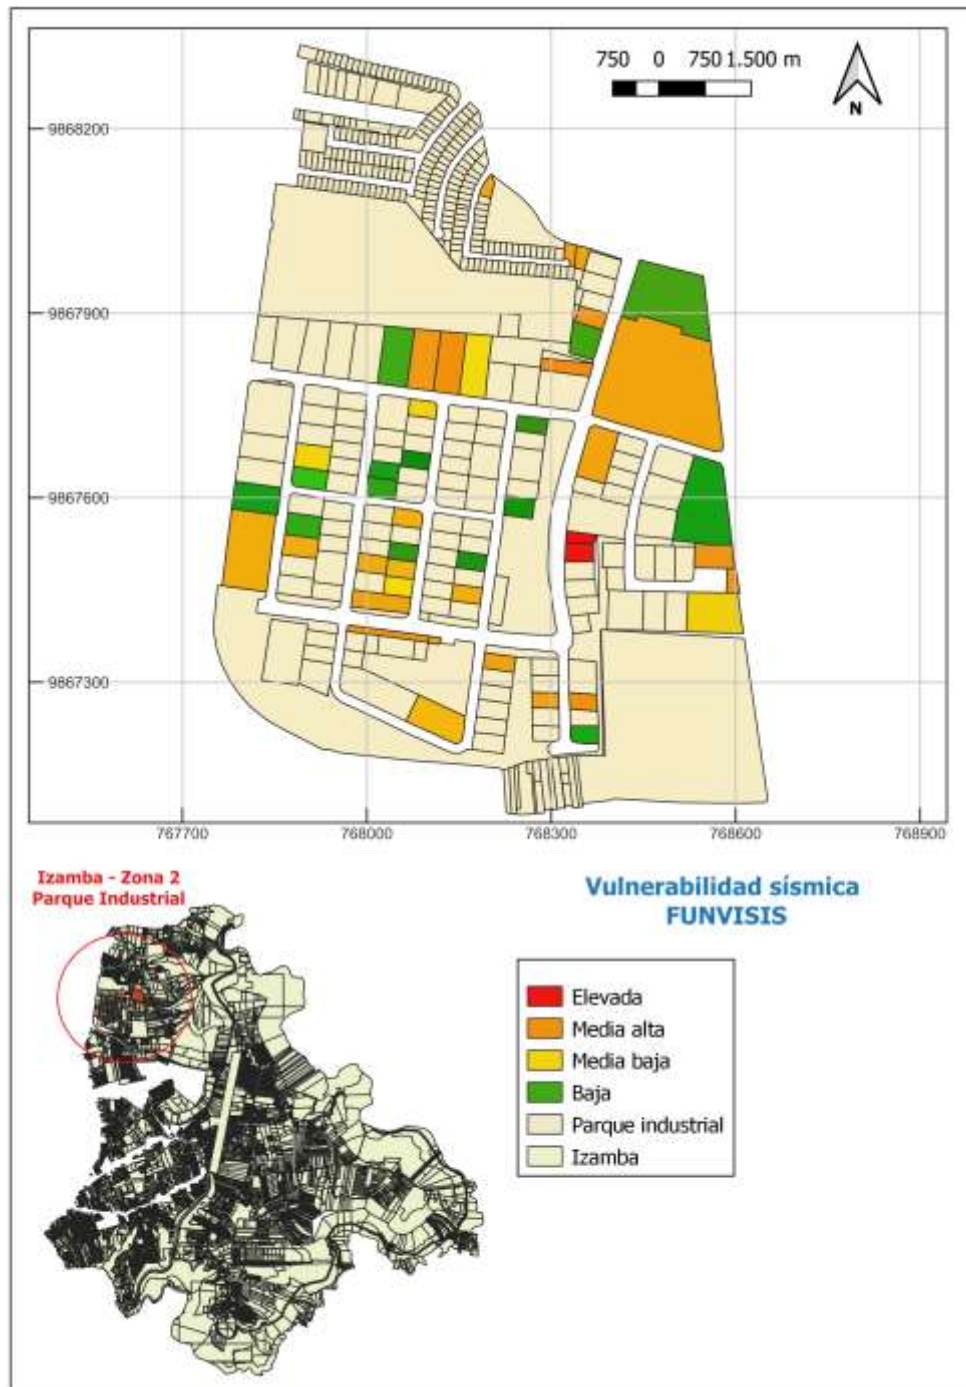 750 0 750 1.500 m
N
9868200
9867900
9867600
9867300
767700 768000 768300 768600 768900
Izamba - Zona 2
Parque Industrial
Vulnerabilidad sísmica
FUNVISIS
Elevada
Media alta
Media baja
Baja
Parque industrial
Izamba